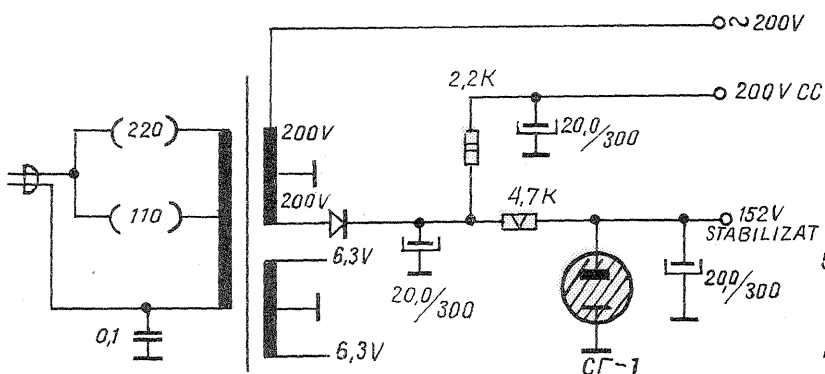 ~200V
2,2K
200V CC
220
200V
20,0/300
200V
4,7K
110
152V
STABILIZAT
6,3V
20,0/300
20,0/300
0,1
6,3V
СГ-1